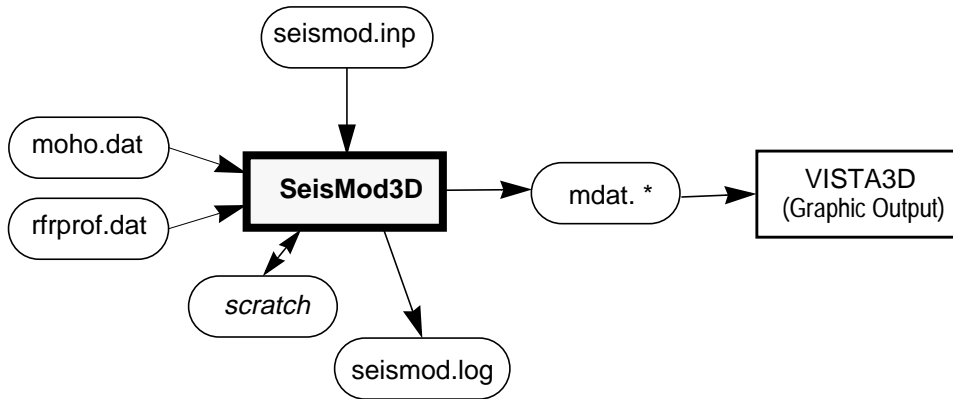 seismod.inp
moho.dat
SeisMod3D
rfrprof.dat
mdat. *
VISTA3D
(Graphic Output)
scratch
seismod.log